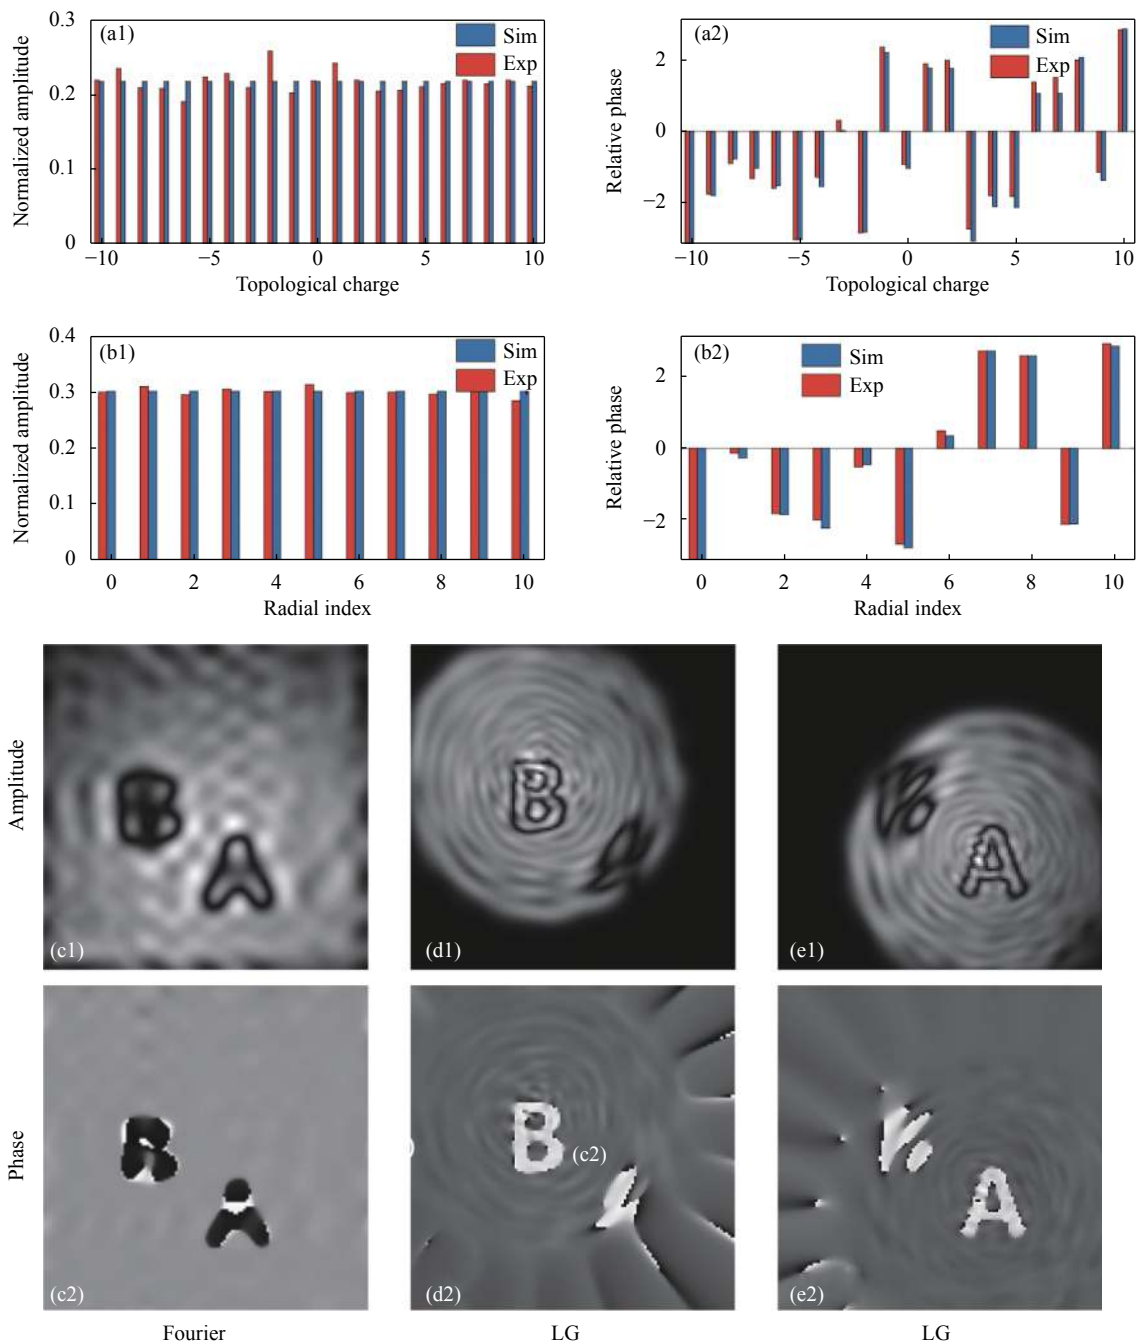 0.3
(a1)
Sim
Exp
Normalized amplitude
0.2
0.1
0
−10
−5
0
5
10
Topological charge
(a2)
Sim
Exp
Relative phase
2
0
−2
−10
−5
0
5
10
Topological charge
0.4
(b1)
Sim
Exp
Normalized amplitude
0.3
0.2
0.1
0
0
2
4
6
8
10
Radial index
(b2)
Sim
Exp
Relative phase
2
0
−2
0
2
4
6
8
10
Radial index
Amplitude
B
A
(c1)
B
(d1)
A
(e1)
Phase
B
A
(c2)
)
B
(c2)
(d2)
A
(e2)
Fourier
LG
LG